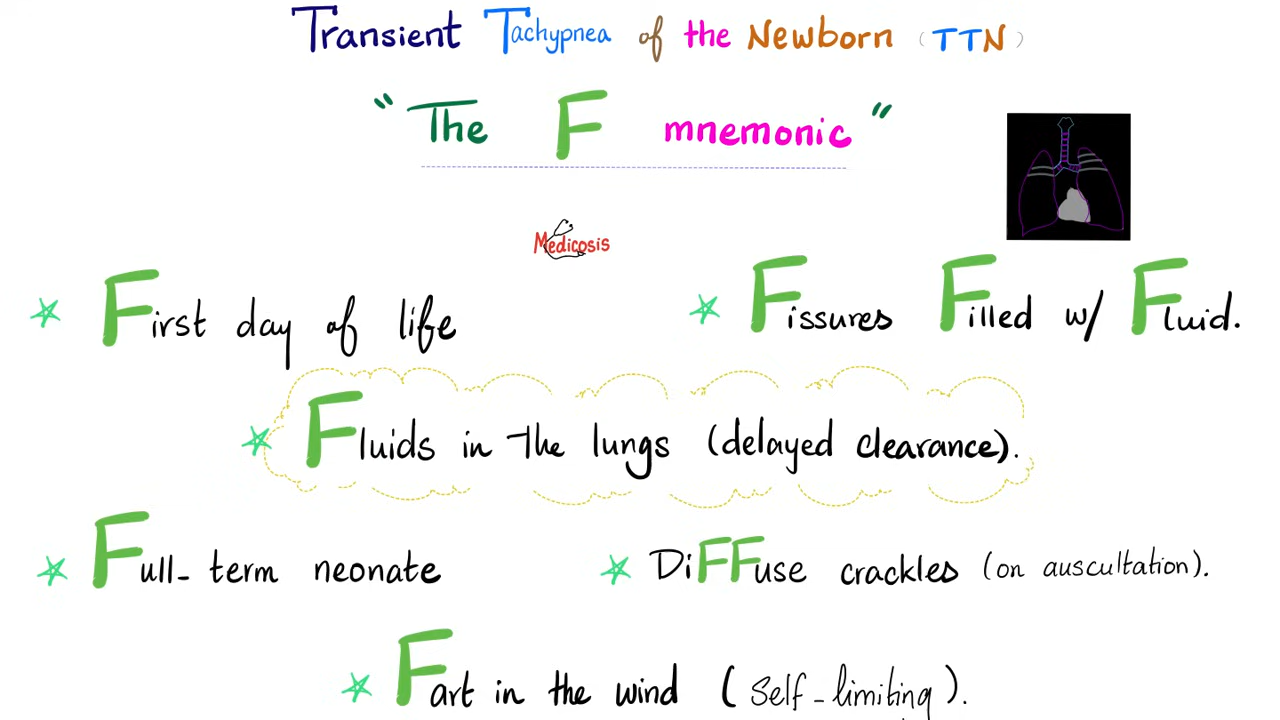 Transient Tachypnea of the Newborn (TTN)
"The F mnemonic"
Medicosis
First day of life
Fissures Filled w/ Fluid.
Fluids in the lungs (delayed clearance).
Full-term neonate
DiFFuse crackles (on auscultation).
Fart in the wind (self-limiting).